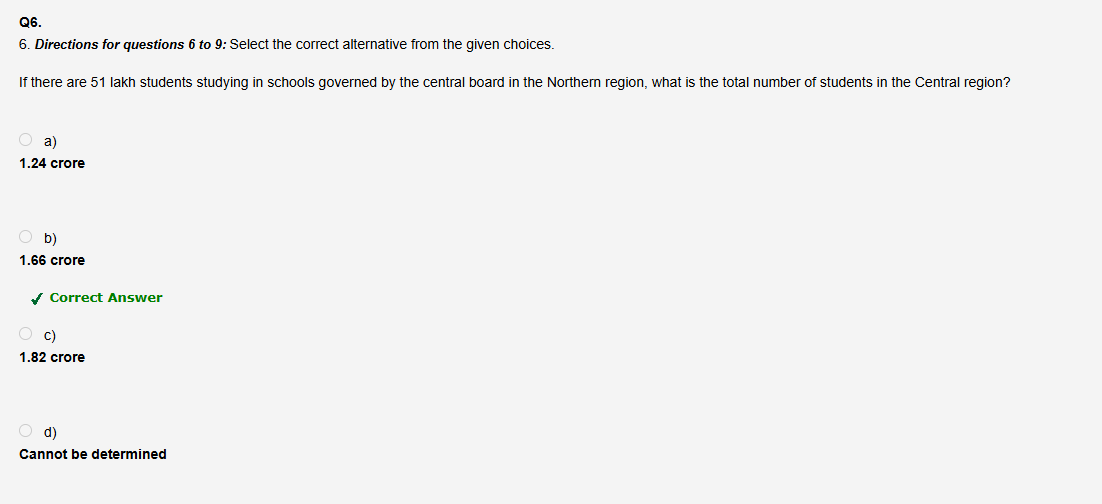 Q6.
6. Directions for questions 6 to 9: Select the correct alternative from the given choices.
If there are 51 lakh students studying in schools governed by the central board in the Northern region, what is the total number of students in the Central region?
a)
1.24 crore
b)
1.66 crore
✓ Correct Answer
c)
1.82 crore
d)
Cannot be determined